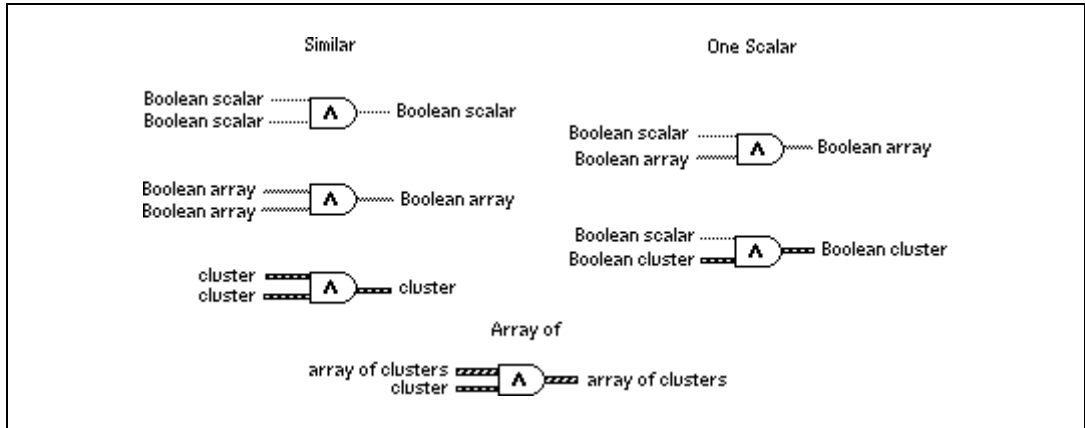 Similar
Boolean scalar
Boolean scalar
∧
Boolean scalar
Boolean array
Boolean array
∧
Boolean array
cluster
cluster
∧
cluster
One Scalar
Boolean scalar
Boolean array
∧
Boolean array
Boolean scalar
Boolean cluster
∧
Boolean cluster
Array of
array of clusters
cluster
∧
array of clusters